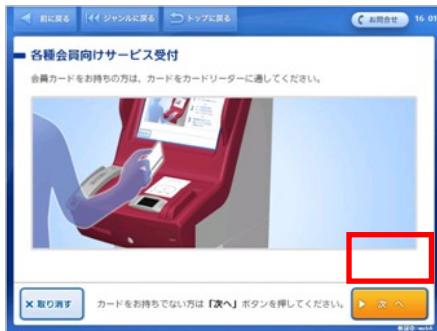 前に戻る
ジャンルに戻る
トップに戻る
お問合せ
16 01
各種会員向けサービス受付
会員カードをお持ちの方は、カードをカードリーダーに通してください。
× 取り消す
カードをお持ちでない方は「次へ」ボタンを押してください。
次 へ